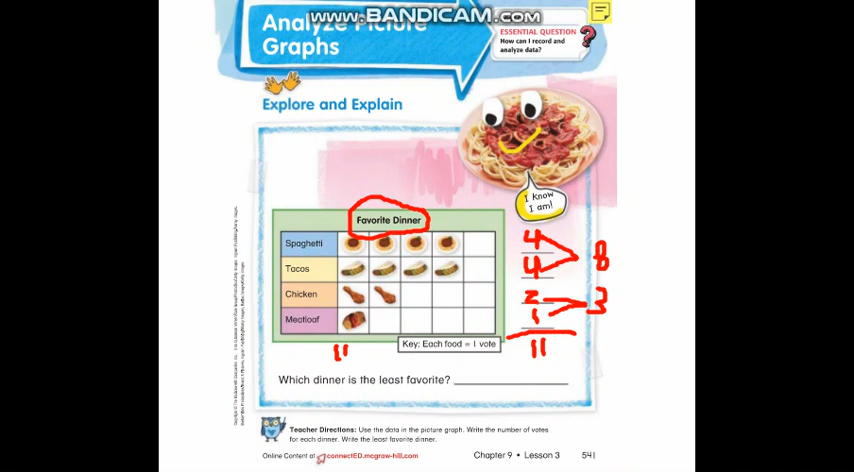 www.BANDICAM.com
Analyze Picture
Graphs
ESSENTIAL QUESTION
How can I record and
analyze data?
?
Explore and Explain
I know
I am!
Favorite Dinner
Spaghetti
Tacos
Chicken
Meatloaf
4
4
8
2
1
3
11
11
Key: Each food = 1 vote
Which dinner is the least favorite?
Teacher Directions: Use the data in the picture graph. Write the number of votes
for each dinner. Write the least favorite dinner.
Online Content at connectED.mcgraw-hill.com
Chapter 9 • Lesson 3 541